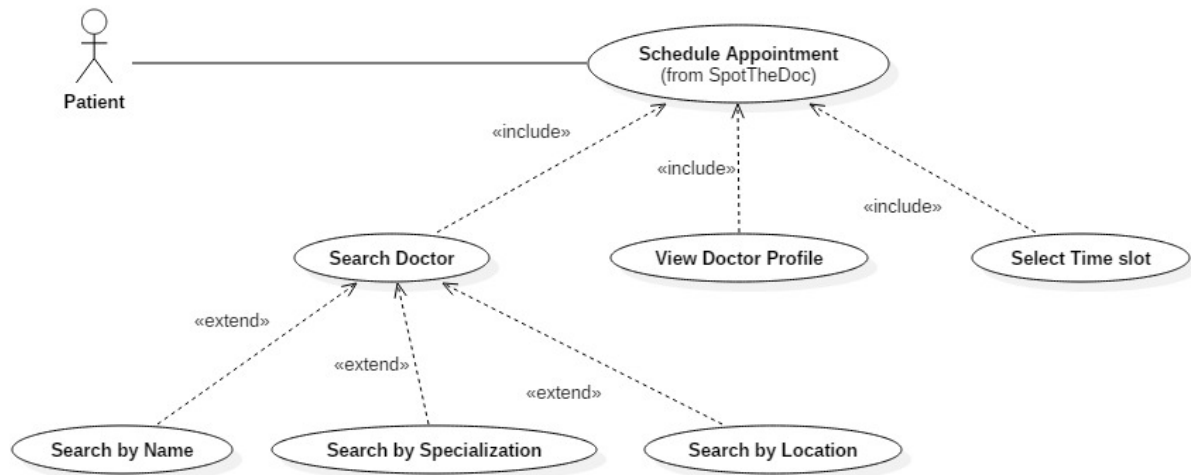 Schedule Appointment
(from SpotTheDoc)
Patient
«include»
«include»
«include»
Search Doctor
View Doctor Profile
Select Time slot
«extend»
«extend»
«extend»
Search by Name
Search by Specialization
Search by Location